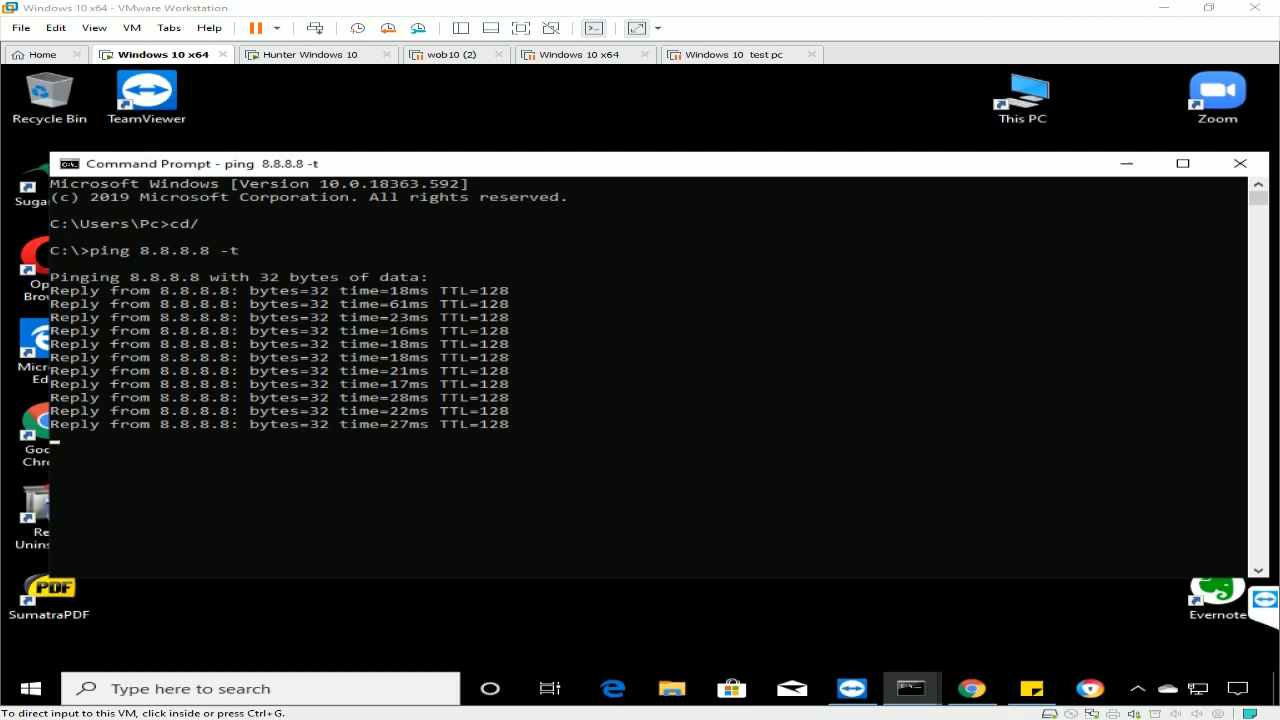 Windows 10 x64 - VMware Workstation
File Edit View VM Tabs Help
Home Windows 10 x64 Hunter Windows 10 wob10 (2) Windows 10 x64 Windows 10 test pc
Recycle Bin TeamViewer This PC Zoom
Command Prompt - ping 8.8.8.8 -t
Microsoft Windows [Version 10.0.18363.592]
(c) 2019 Microsoft Corporation. All rights reserved.
C:\Users\Pc>cd/
C:\>ping 8.8.8.8 -t
Pinging 8.8.8.8 with 32 bytes of data:
Reply from 8.8.8.8: bytes=32 time=18ms TTL=128
Reply from 8.8.8.8: bytes=32 time=61ms TTL=128
Reply from 8.8.8.8: bytes=32 time=23ms TTL=128
Reply from 8.8.8.8: bytes=32 time=16ms TTL=128
Reply from 8.8.8.8: bytes=32 time=18ms TTL=128
Reply from 8.8.8.8: bytes=32 time=18ms TTL=128
Reply from 8.8.8.8: bytes=32 time=21ms TTL=128
Reply from 8.8.8.8: bytes=32 time=17ms TTL=128
Reply from 8.8.8.8: bytes=32 time=28ms TTL=128
Reply from 8.8.8.8: bytes=32 time=22ms TTL=128
Reply from 8.8.8.8: bytes=32 time=27ms TTL=128
Suga
Op
Brow
Micr
Ed
Goo
Chr
Re
Unins
PDF
SumatraPDF
Evernote
Type here to search
To direct input to this VM, click inside or press Ctrl+G.